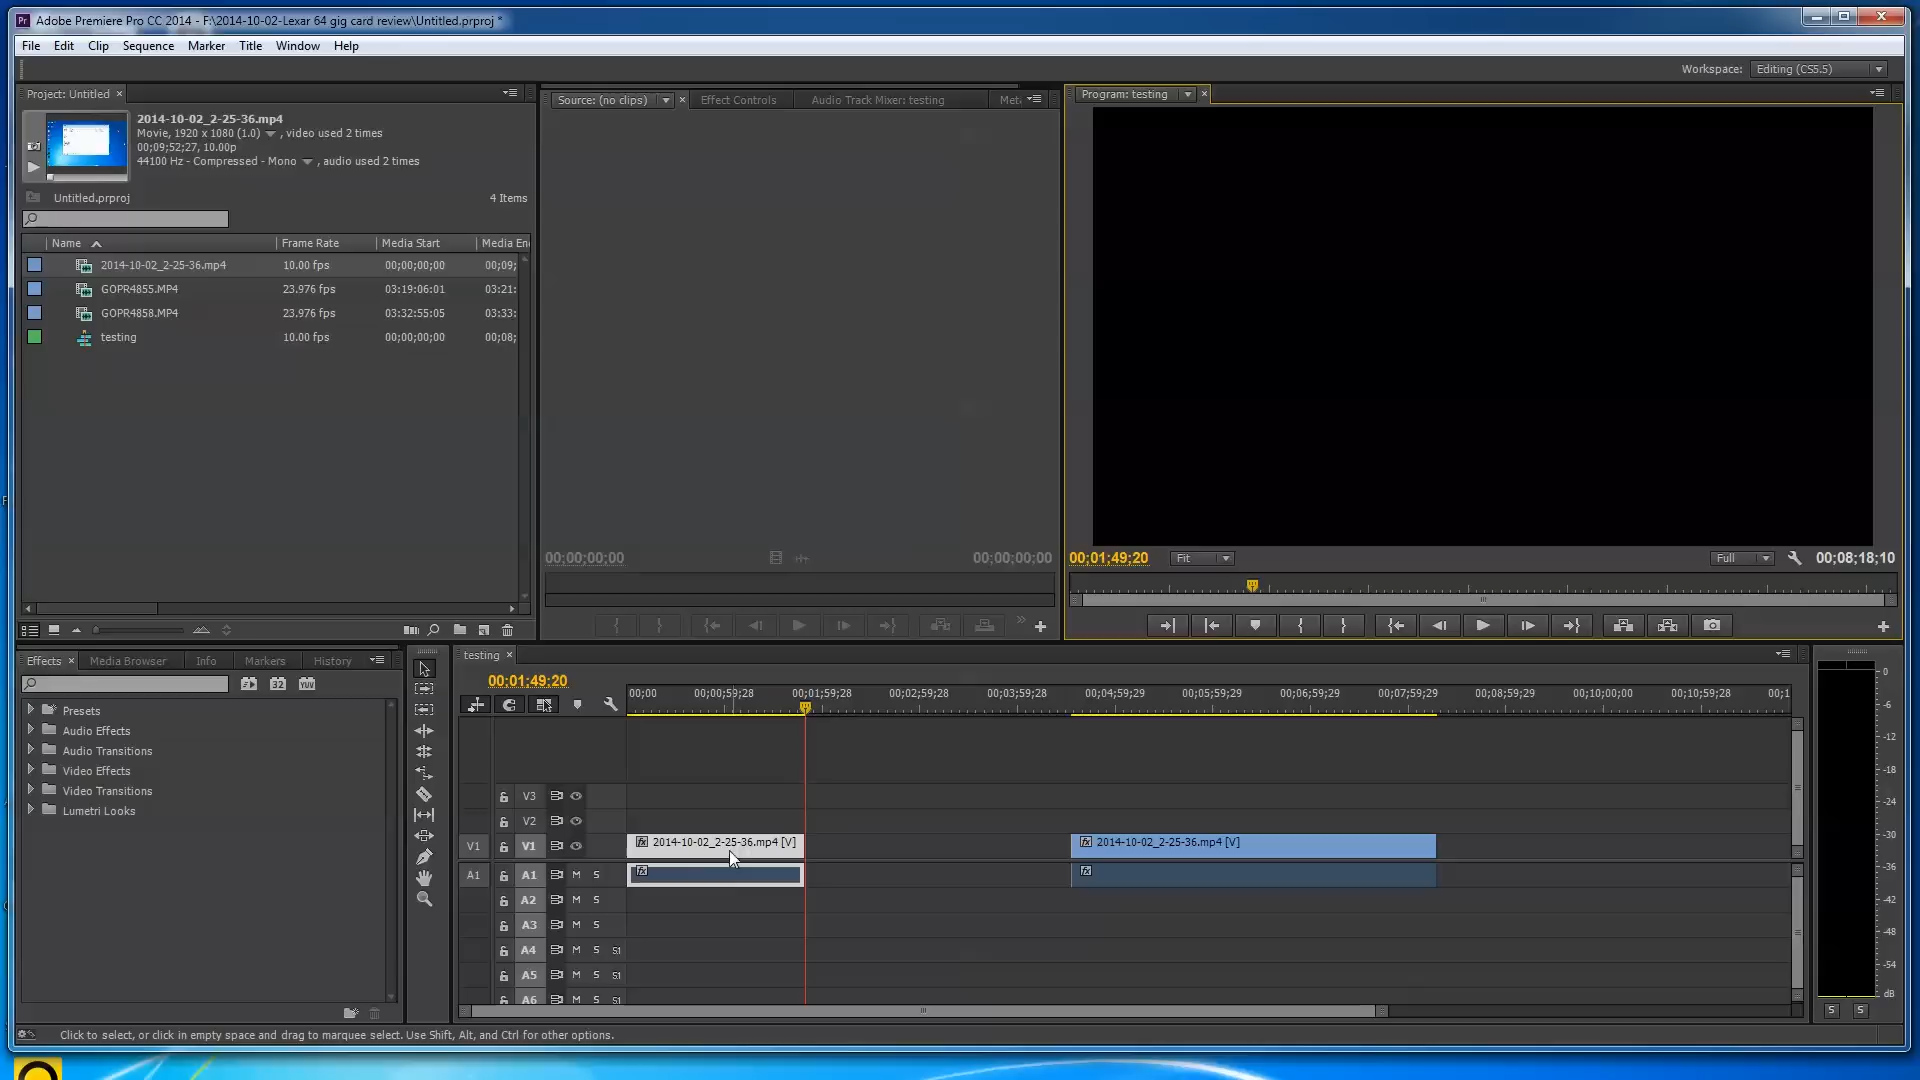 Adobe Premiere Pro CC 2014 - F:\2014-10-02-Lexar 64 gig card review\Untitled.prproj *
File Edit Clip Sequence Marker Title Window Help
Workspace: Editing (CS5.5)
Project: Untitled ×
2014-10-02_2-25-36.mp4
Movie, 1920 x 1080 (1.0) , video used 2 times
00;09;52;27, 10.00p
44100 Hz - Compressed - Mono , audio used 2 times
Untitled.prproj 4 Items
Name Frame Rate Media Start Media En
2014-10-02_2-25-36.mp4 10.00 fps 00;00;00;00 00;09;
GOPR4855.MP4 23.976 fps 03:19:06:01 03:21:
GOPR4858.MP4 23.976 fps 03:32:55:05 03:33:
testing 10.00 fps 00;00;00;00 00;08;
Source: (no clips) × Effect Controls Audio Track Mixer: testing Met
00;00;00;00 00;00;00;00
Program: testing ×
00;01;49;20 Fit Full 00;08;18;10
Effects × Media Browser Info Markers History
32 YUV
Presets
Audio Effects
Audio Transitions
Video Effects
Video Transitions
Lumetri Looks
testing ×
00;01;49;20
00;00 00;00;59;28 00;01;59;28 00;02;59;28 00;03;59;28 00;04;59;29 00;05;59;29 00;06;59;29 00;07;59;29 00;08;59;29 00;10;00;00 00;10;59;28 00;1
V3
V2
V1 V1 fx 2014-10-02_2-25-36.mp4 [V] fx 2014-10-02_2-25-36.mp4 [V]
A1 A1 M S fx fx
A2 M S
A3 M S
A4 M S S1
A5 M S S1
A6 M S S1
0
-6
-12
-18
-24
-30
-36
-42
-48
-54
dB
S S
Click to select, or click in empty space and drag to marquee select. Use Shift, Alt, and Ctrl for other options.